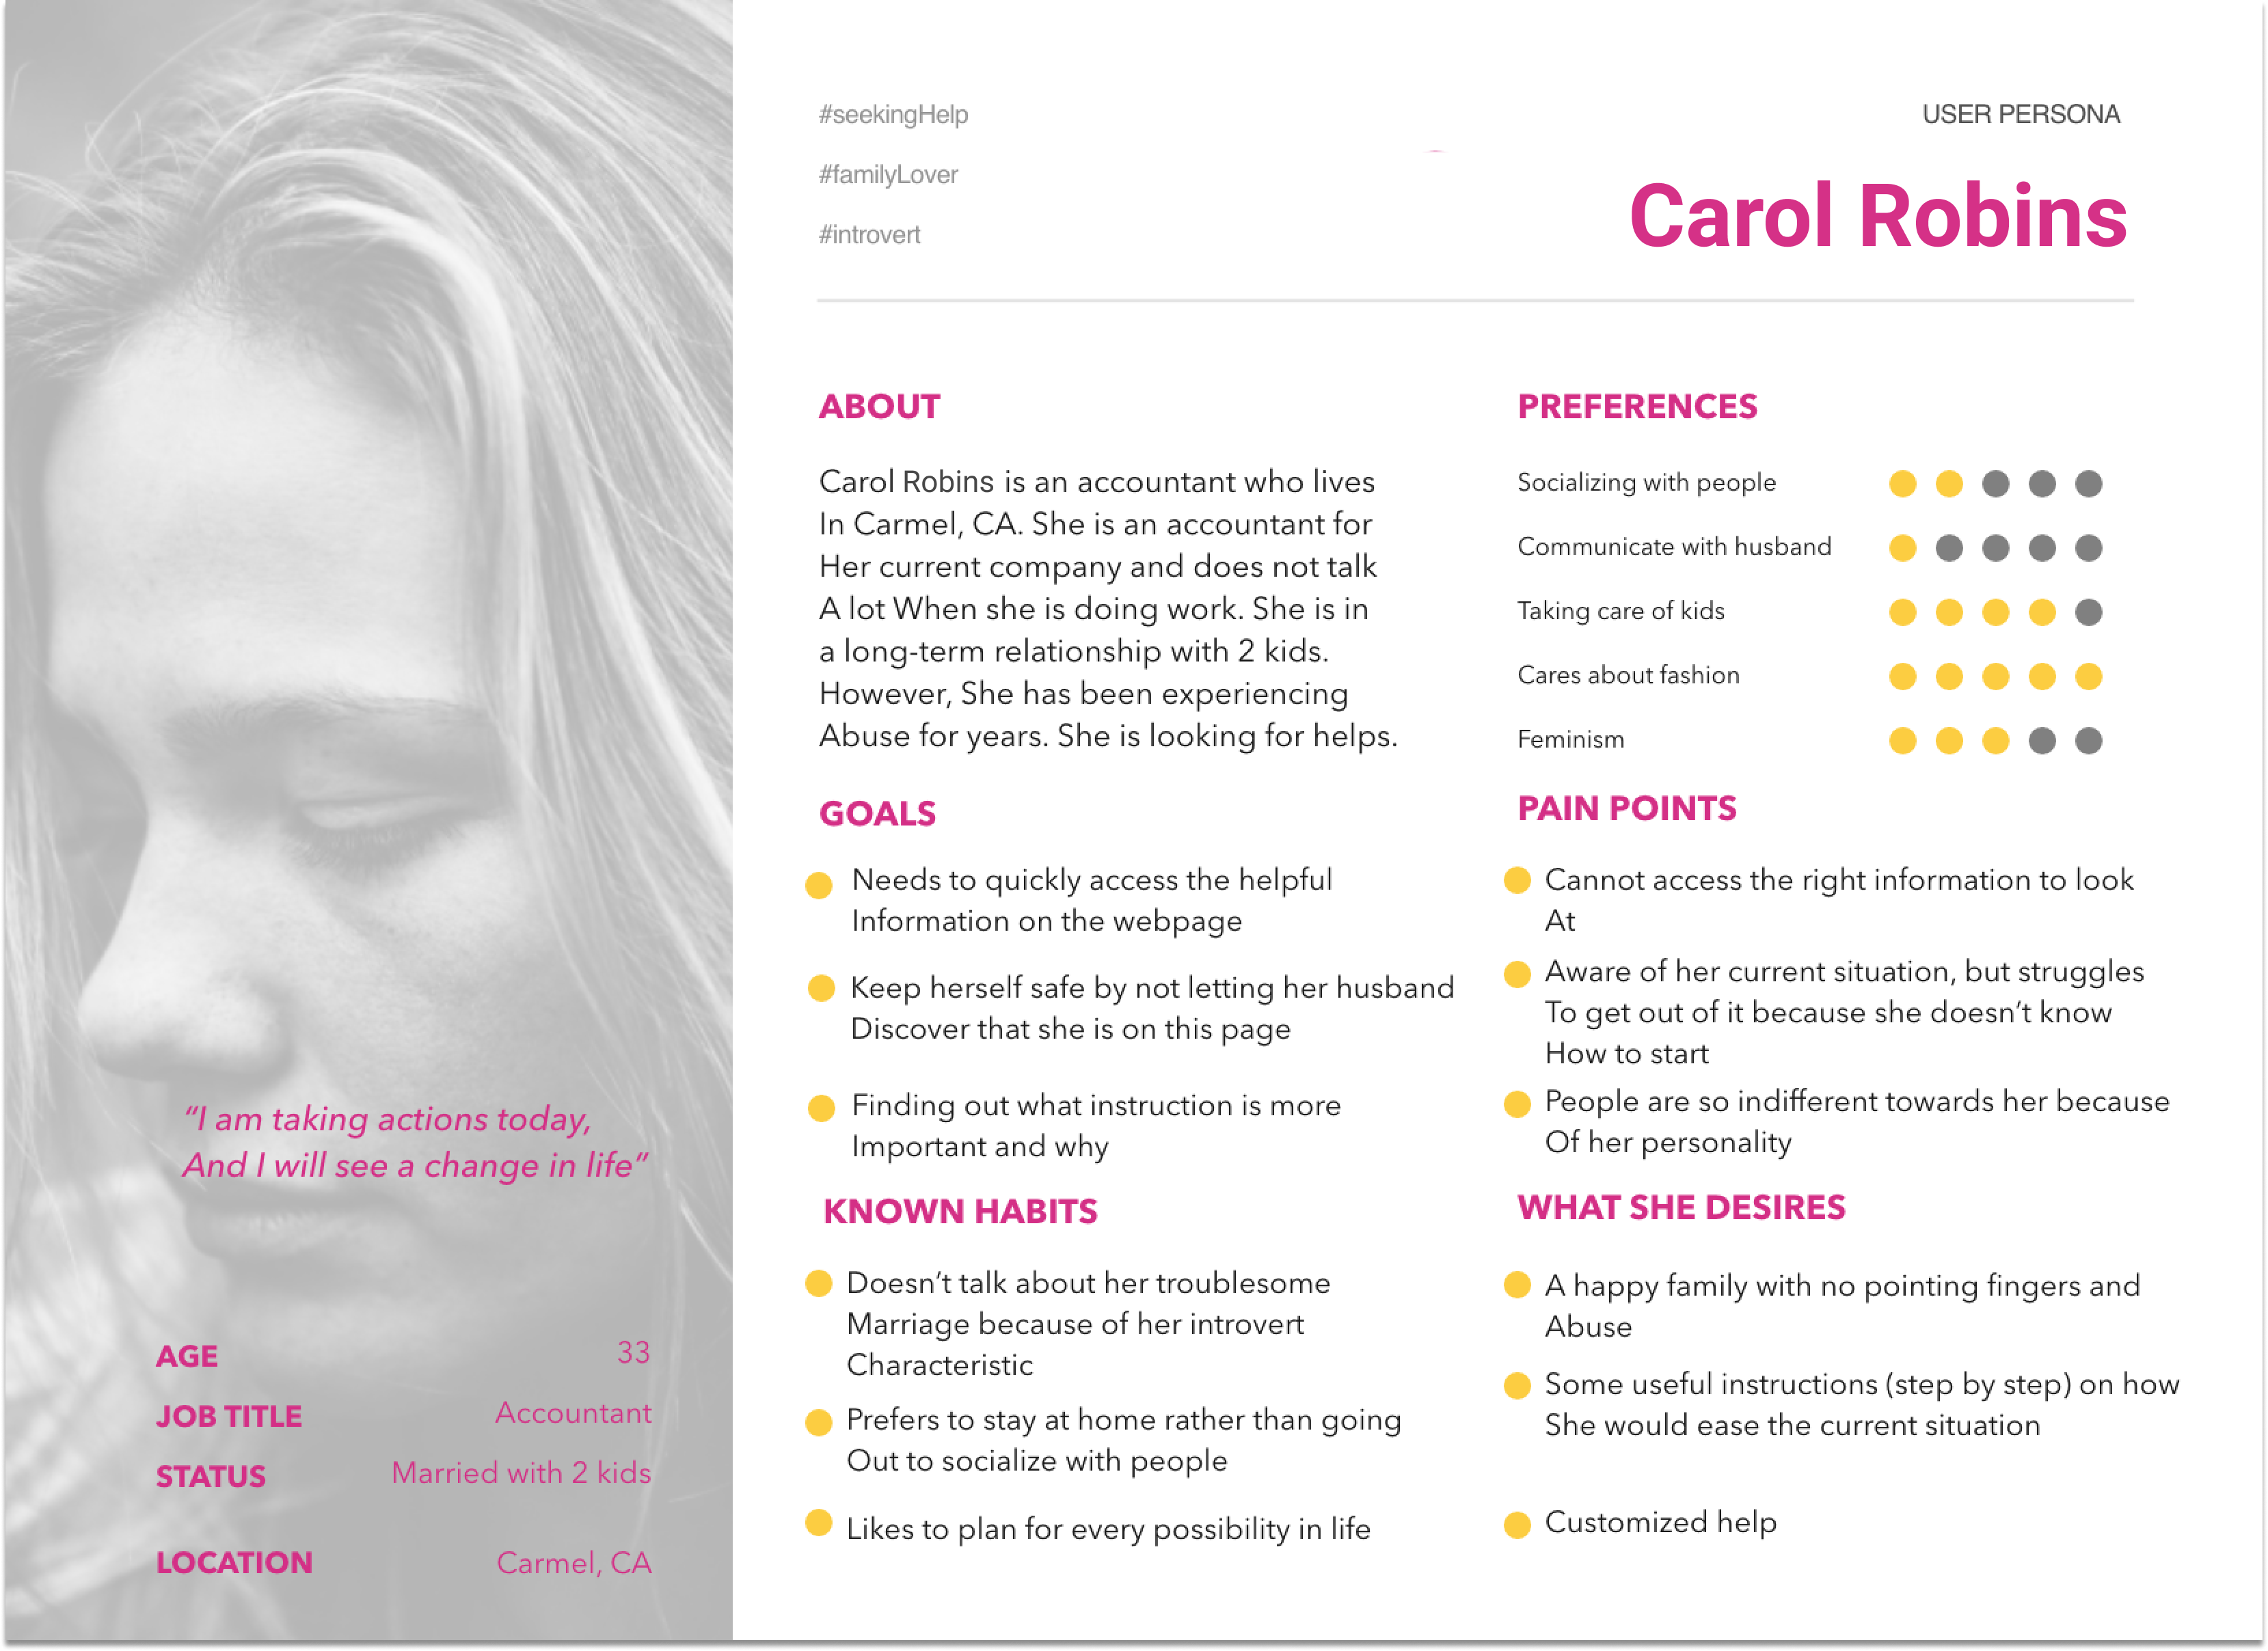 #seekingHelp
#familyLover
#introvert
USER PERSONA
Carol Robins
ABOUT
Carol Robins is an accountant who lives
In Carmel, CA. She is an accountant for
Her current company and does not talk
A lot When she is doing work. She is in
a long-term relationship with 2 kids.
However, She has been experiencing
Abuse for years. She is looking for helps.
PREFERENCES
Socializing with people
Communicate with husband
Taking care of kids
Cares about fashion
Feminism
GOALS
Needs to quickly access the helpful
Information on the webpage
Keep herself safe by not letting her husband
Discover that she is on this page
Finding out what instruction is more
Important and why
PAIN POINTS
Cannot access the right information to look
At
Aware of her current situation, but struggles
To get out of it because she doesn't know
How to start
People are so indifferent towards her because
Of her personality
KNOWN HABITS
Doesn't talk about her troublesome
Marriage because of her introvert
Characteristic
Prefers to stay at home rather than going
Out to socialize with people
Likes to plan for every possibility in life
WHAT SHE DESIRES
A happy family with no pointing fingers and
Abuse
Some useful instructions (step by step) on how
She would ease the current situation
Customized help
"I am taking actions today,
And I will see a change in life"
AGE 33
JOB TITLE Accountant
STATUS Married with 2 kids
LOCATION Carmel, CA